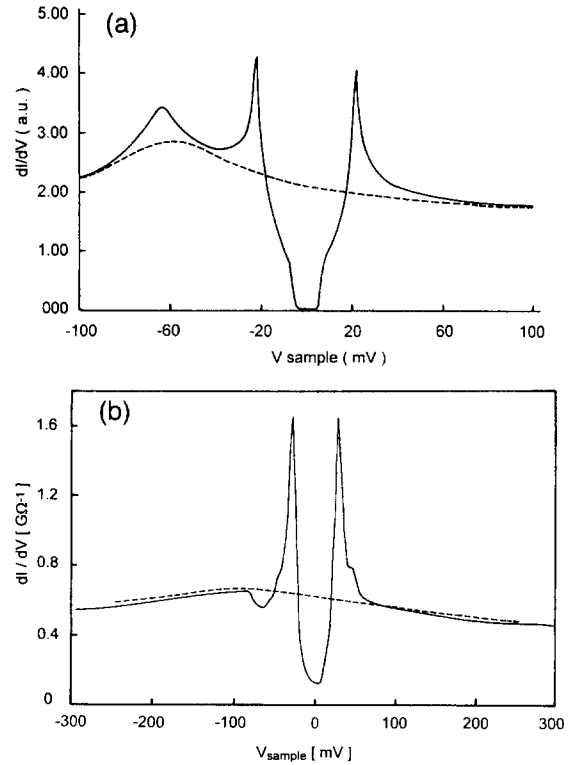 (a)
5.00
4.00
3.00
2.00
1.00
000
dI/dV ( a.u. )
-100 -60 -20 20 60 100
V sample ( mV )
(b)
1.6
1.2
0.8
0.4
0
dI / dV [ GΩ-1 ]
-300 -200 -100 0 100 200 300
Vsample [ mV ]